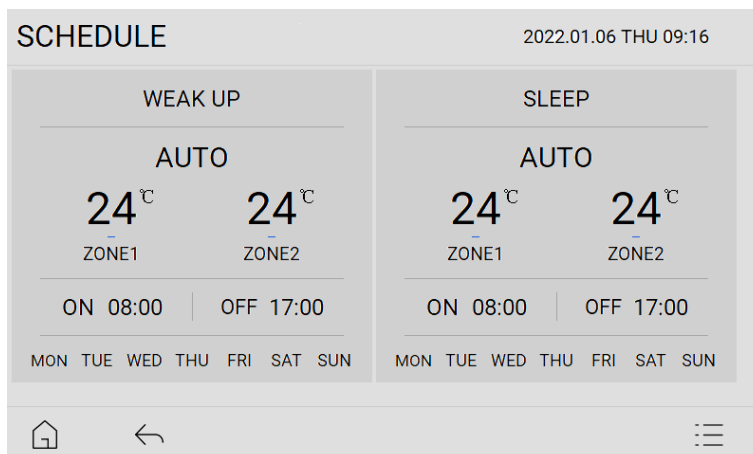 SCHEDULE 2022.01.06 THU 09:16
WEAK UP
AUTO
24℃ 24℃
ZONE1 ZONE2
ON 08:00 OFF 17:00
MON TUE WED THU FRI SAT SUN
SLEEP
AUTO
24℃ 24℃
ZONE1 ZONE2
ON 08:00 OFF 17:00
MON TUE WED THU FRI SAT SUN